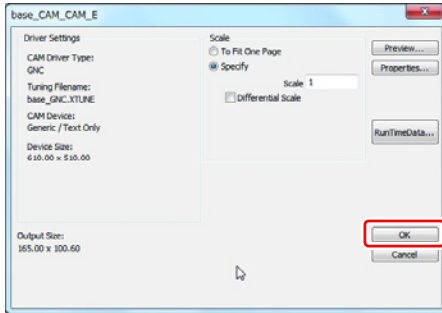 base_CAM_CAM_E
Driver Settings
CAM Driver Type:
GNC
Tuning Filename:
base_GNC.XTUNE
CAM Device:
Generic / Text Only
Device Size:
610.00 x 510.00
Output Size:
165.00 x 100.60
Scale
To Fit One Page
Specify
Scale 1
Differential Scale
Preview...
Properties...
RunTimeData...
OK
Cancel